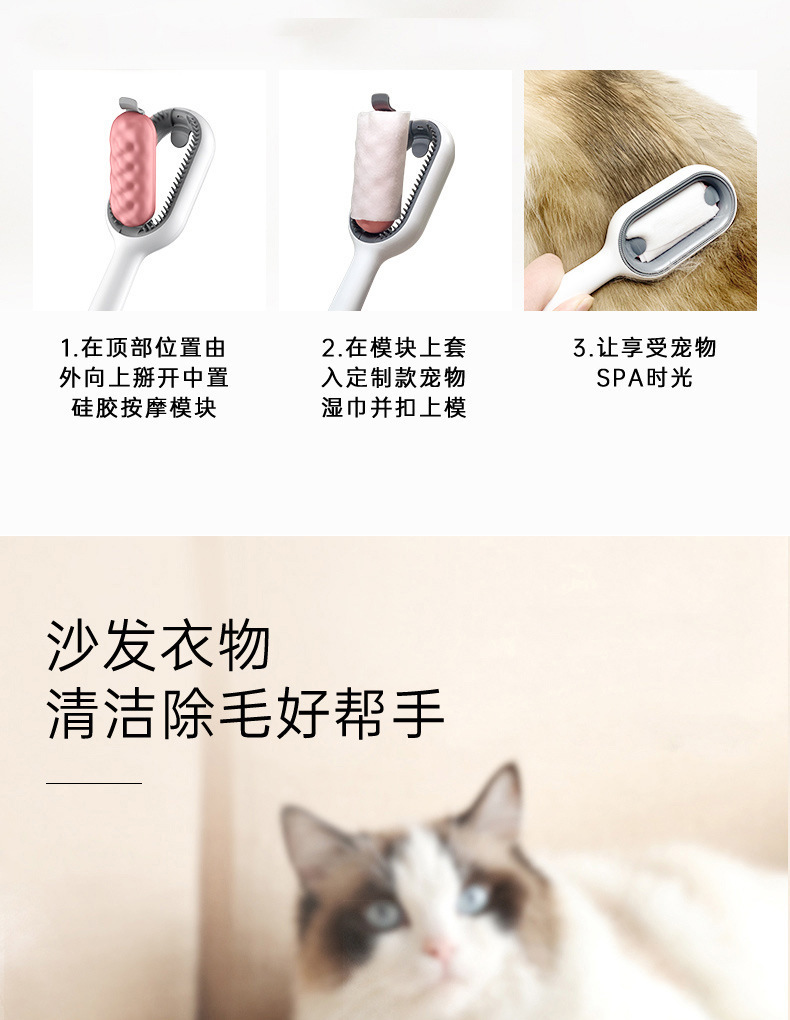 1.在顶部位置由
外向上掰开中置
硅胶按摩模块
2.在模块上套
入定制款宠物
湿巾并扣上模
3.让享受宠物
SPA时光
沙发衣物
清洁除毛好帮手